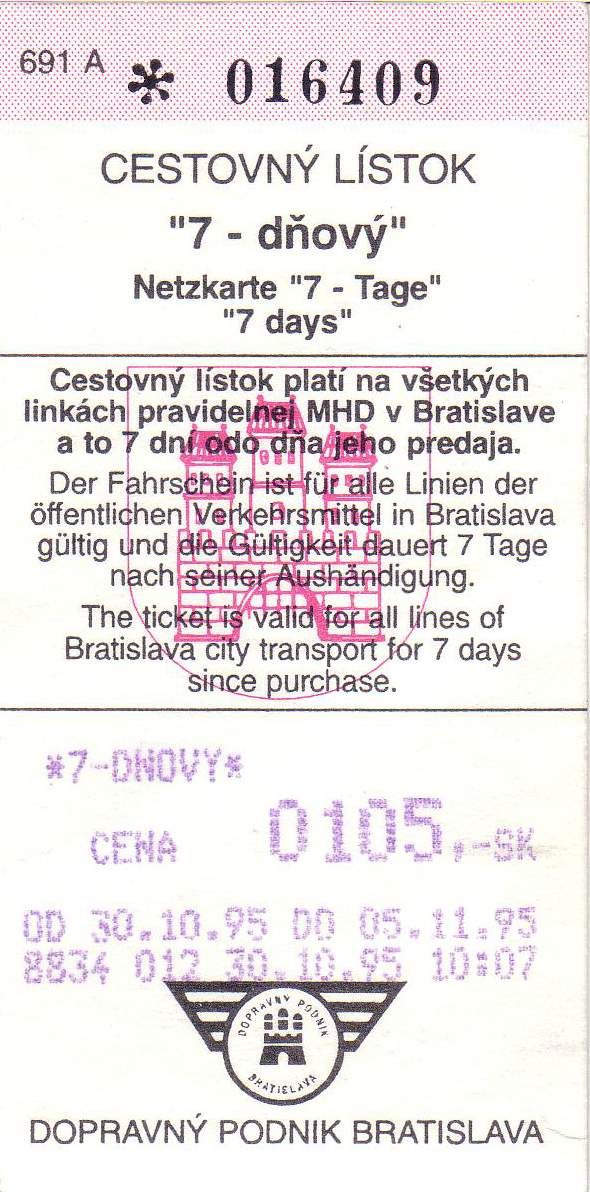 691 A * 016409
CESTOVNÝ LÍSTOK
"7 - dňový"
Netzkarte "7 - Tage"
"7 days"
Cestovný lístok platí na všetkých
linkách pravidelnej MHD v Bratislave
a to 7 dní odo dňa jeho predaja.
Der Fahrschein ist für alle Linien der
öffentlichen Verkehrsmittel in Bratislava
gültig und die Gültigkeit dauert 7 Tage
nach seiner Aushändigung.
The ticket is valid for all lines of
Bratislava city transport for 7 days
since purchase.
*7-DNOVY*
CENA 0105,-SK
OD 30.10.95 DO 05.11.95
8834 012 30.10.95 10:07
DOPRAVNÝ PODNIK
BRATISLAVA
DOPRAVNÝ PODNIK BRATISLAVA